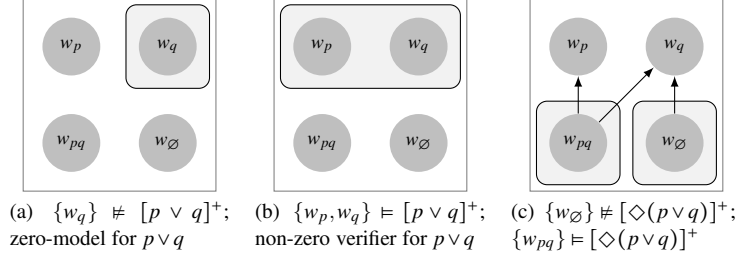 w_p w_q w_p w_q w_p w_q
w_pq w_∅ w_pq w_∅ w_pq w_∅
(a) {w_q} ⊭ [p ∨ q]⁺; (b) {w_p, w_q} ⊨ [p ∨ q]⁺; (c) {w_∅} ⊭ [◇(p∨q)]⁺;
zero-model for p∨q non-zero verifier for p∨q {w_pq} ⊨ [◇(p∨q)]⁺